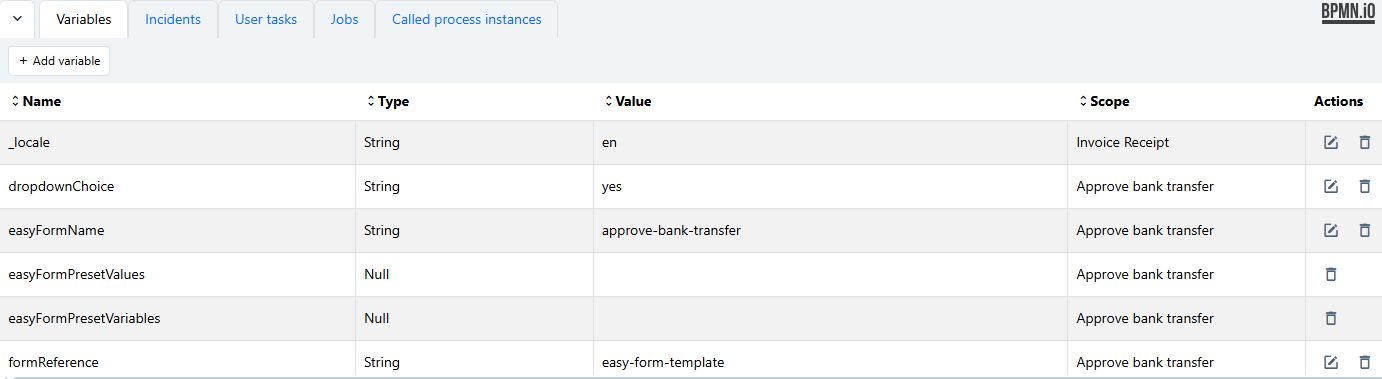 Variables Incidents User tasks Jobs Called process instances BPMN.iO
+ Add variable
Name Type Value Scope Actions
_locale String en Invoice Receipt
dropdownChoice String yes Approve bank transfer
easyFormName String approve-bank-transfer Approve bank transfer
easyFormPresetValues Null Approve bank transfer
easyFormPresetVariables Null Approve bank transfer
formReference String easy-form-template Approve bank transfer